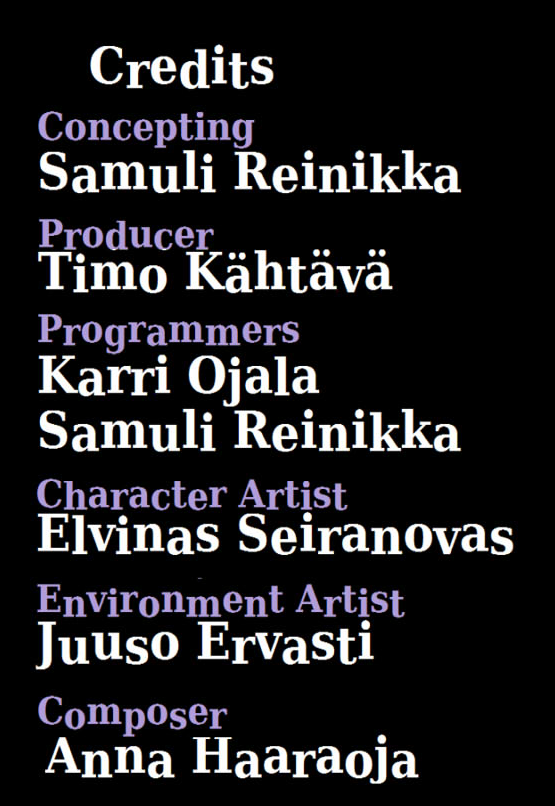 Credits
Concepting
Samuli Reinikka
Producer
Timo Kähtävä
Programmers
Karri Ojala
Samuli Reinikka
Character Artist
Elvinas Seiranovas
Environment Artist
Juuso Ervasti
Composer
Anna Haaraoja